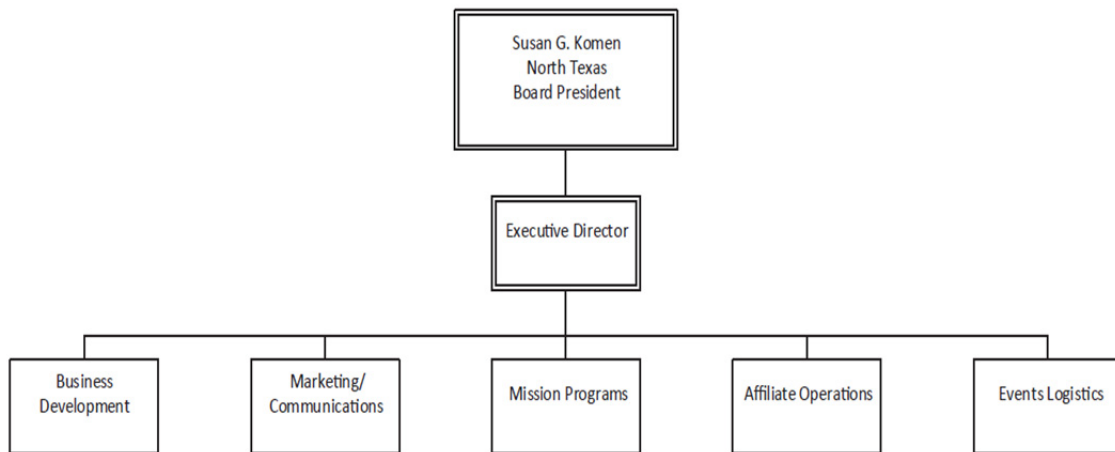 Susan G. Komen
North Texas
Board President
Executive Director
Business
Development
Marketing/
Communications
Mission Programs
Affiliate Operations
Events Logistics